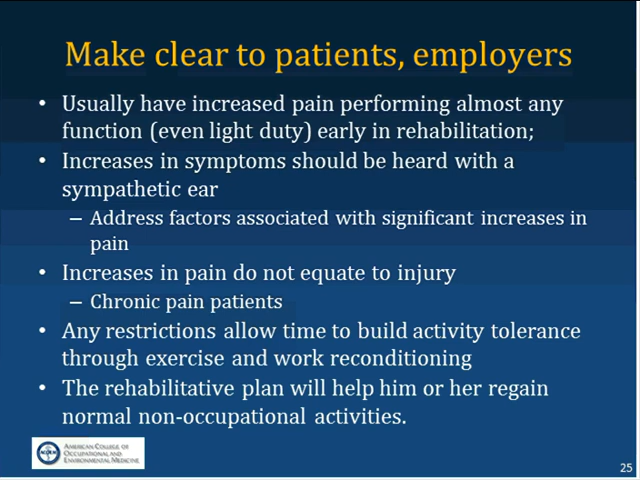 Make clear to patients, employers
• Usually have increased pain performing almost any
function (even light duty) early in rehabilitation;
• Increases in symptoms should be heard with a
sympathetic ear
– Address factors associated with significant increases in
pain
• Increases in pain do not equate to injury
– Chronic pain patients
• Any restrictions allow time to build activity tolerance
through exercise and work reconditioning
• The rehabilitative plan will help him or her regain
normal non-occupational activities.
ACOEM
American College of
Occupational and
Environmental Medicine
25